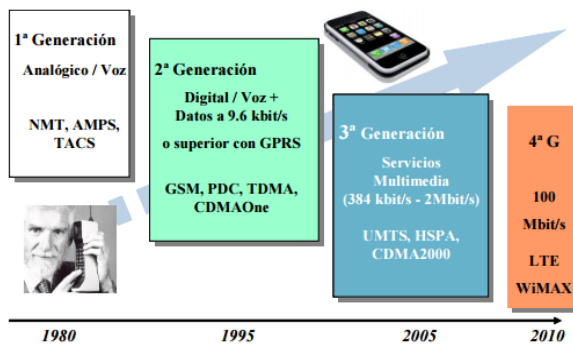 1ª Generación
Analógico / Voz
NMT, AMPS,
TACS
2ª Generación
Digital / Voz +
Datos a 9.6 kbit/s
o superior con GPRS
GSM, PDC, TDMA,
CDMAOne
3ª Generación
Servicios
Multimedia
(384 kbit/s - 2Mbit/s)
UMTS, HSPA,
CDMA2000
4ª G
100
Mbit/s
LTE
WiMAX
1980
1995
2005
2010